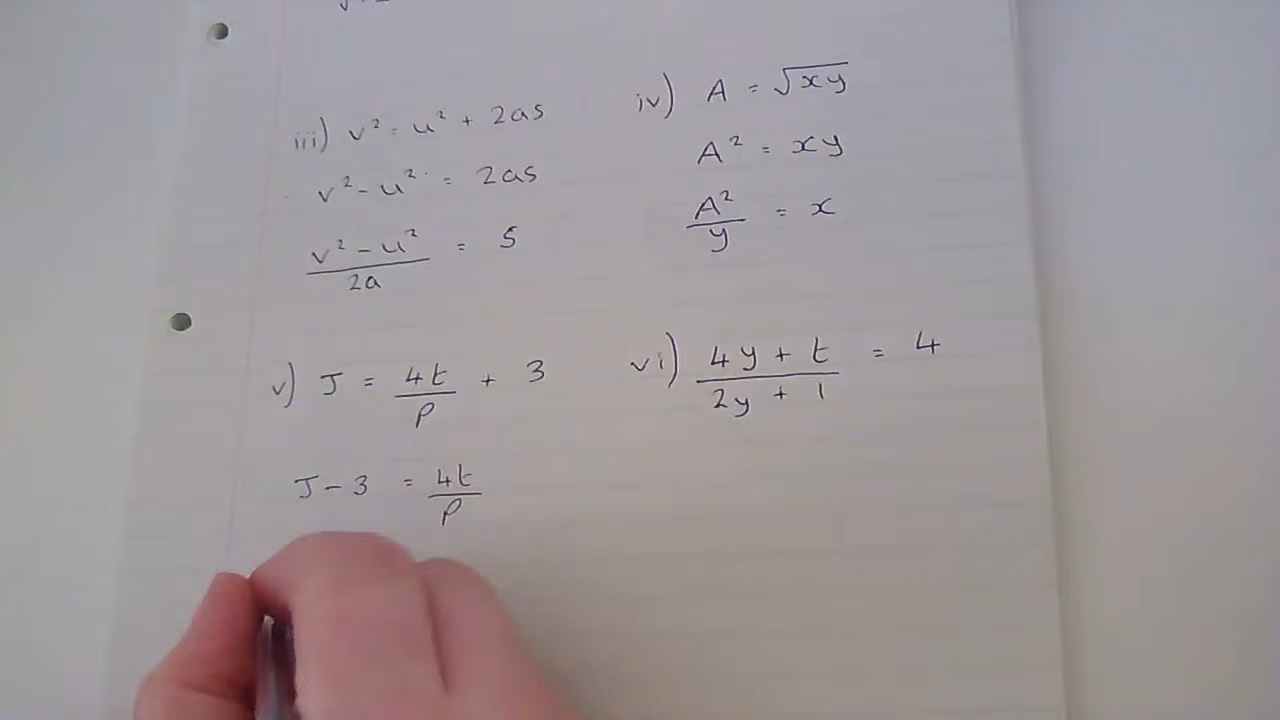 iii) v² = u² + 2as
v² - u² = 2as
v² - u² / 2a = s
iv) A = √xy
A² = xy
A² / y = x
v) J = 4t / p + 3
J - 3 = 4t / p
vi) 4y + t / 2y + 1 = 4